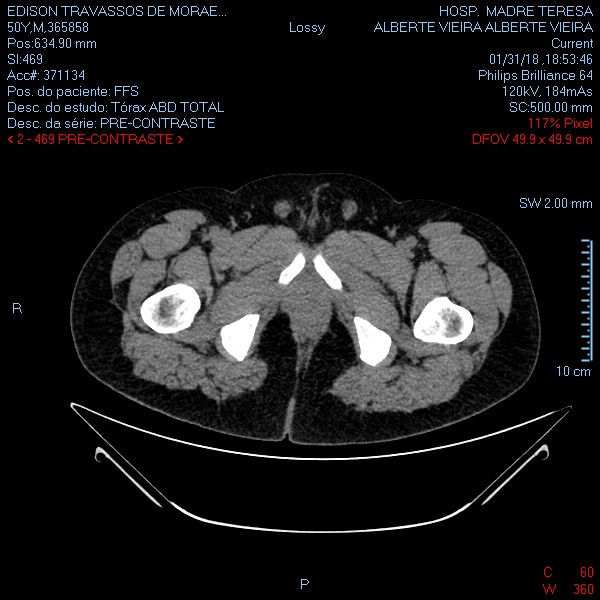 EDISON TRAVASSOS DE MORAE...
50Y,M,365858
Pos:634.90 mm
SI:469
Acc#: 371134
Pos. do paciente: FFS
Desc. do estudo: Tórax ABD TOTAL
Desc. da série: PRE-CONTRASTE
< 2 - 469 PRE-CONTRASTE >
Lossy
HOSP. MADRE TERESA
ALBERTE VIEIRA ALBERTE VIEIRA
Current
01/31/18 ,18:53:46
Philips Brilliance 64
120kV, 184mAs
SC:500.00 mm
117% Pixel
DFOV 49.9 x 49.9 cm
SW 2.00 mm
R
10 cm
P
C 60
W 360